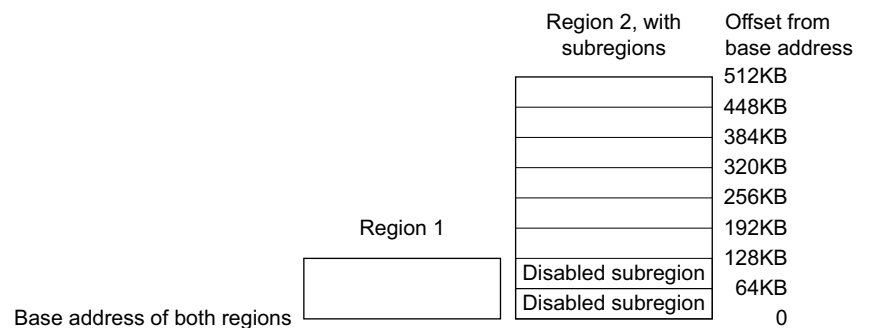 Region 2, with
subregions
Offset from
base address
512KB
448KB
384KB
320KB
256KB
Region 1
192KB
128KB
Disabled subregion
64KB
Disabled subregion
Base address of both regions
0